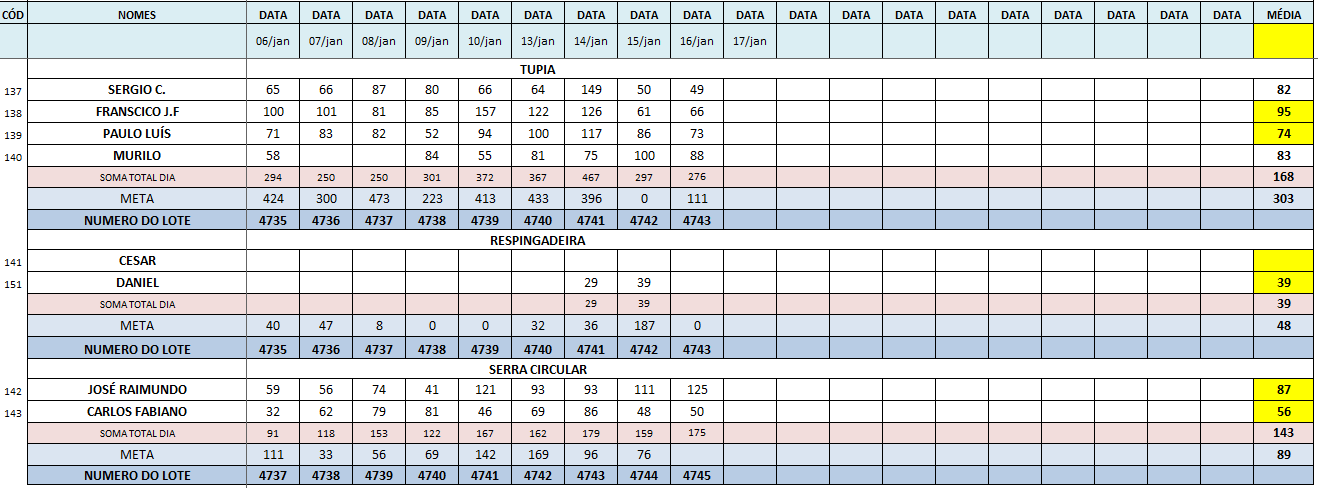 CÓD NOMES DATA DATA DATA DATA DATA DATA DATA DATA DATA DATA DATA DATA DATA DATA DATA DATA DATA DATA DATA MÉDIA
06/jan 07/jan 08/jan 09/jan 10/jan 13/jan 14/jan 15/jan 16/jan 17/jan
TUPIA
137 SERGIO C. 65 66 87 80 66 64 149 50 49 82
138 FRANSCICO J.F 100 101 81 85 157 122 126 61 66 95
139 PAULO LUÍS 71 83 82 52 94 100 117 86 73 74
140 MURILO 58 84 55 81 75 100 88 83
SOMA TOTAL DIA 294 250 250 301 372 367 467 297 276 168
META 424 300 473 223 413 433 396 0 111 303
NUMERO DO LOTE 4735 4736 4737 4738 4739 4740 4741 4742 4743
RESPINGADEIRA
141 CESAR
151 DANIEL 29 39 39
SOMA TOTAL DIA 29 39 39
META 40 47 8 0 0 32 36 187 0 48
NUMERO DO LOTE 4735 4736 4737 4738 4739 4740 4741 4742 4743
SERRA CIRCULAR
142 JOSÉ RAIMUNDO 59 56 74 41 121 93 93 111 125 87
143 CARLOS FABIANO 32 62 79 81 46 69 86 48 50 56
SOMA TOTAL DIA 91 118 153 122 167 162 179 159 175 143
META 111 33 56 69 142 169 96 76 89
NUMERO DO LOTE 4737 4738 4739 4740 4741 4742 4743 4744 4745